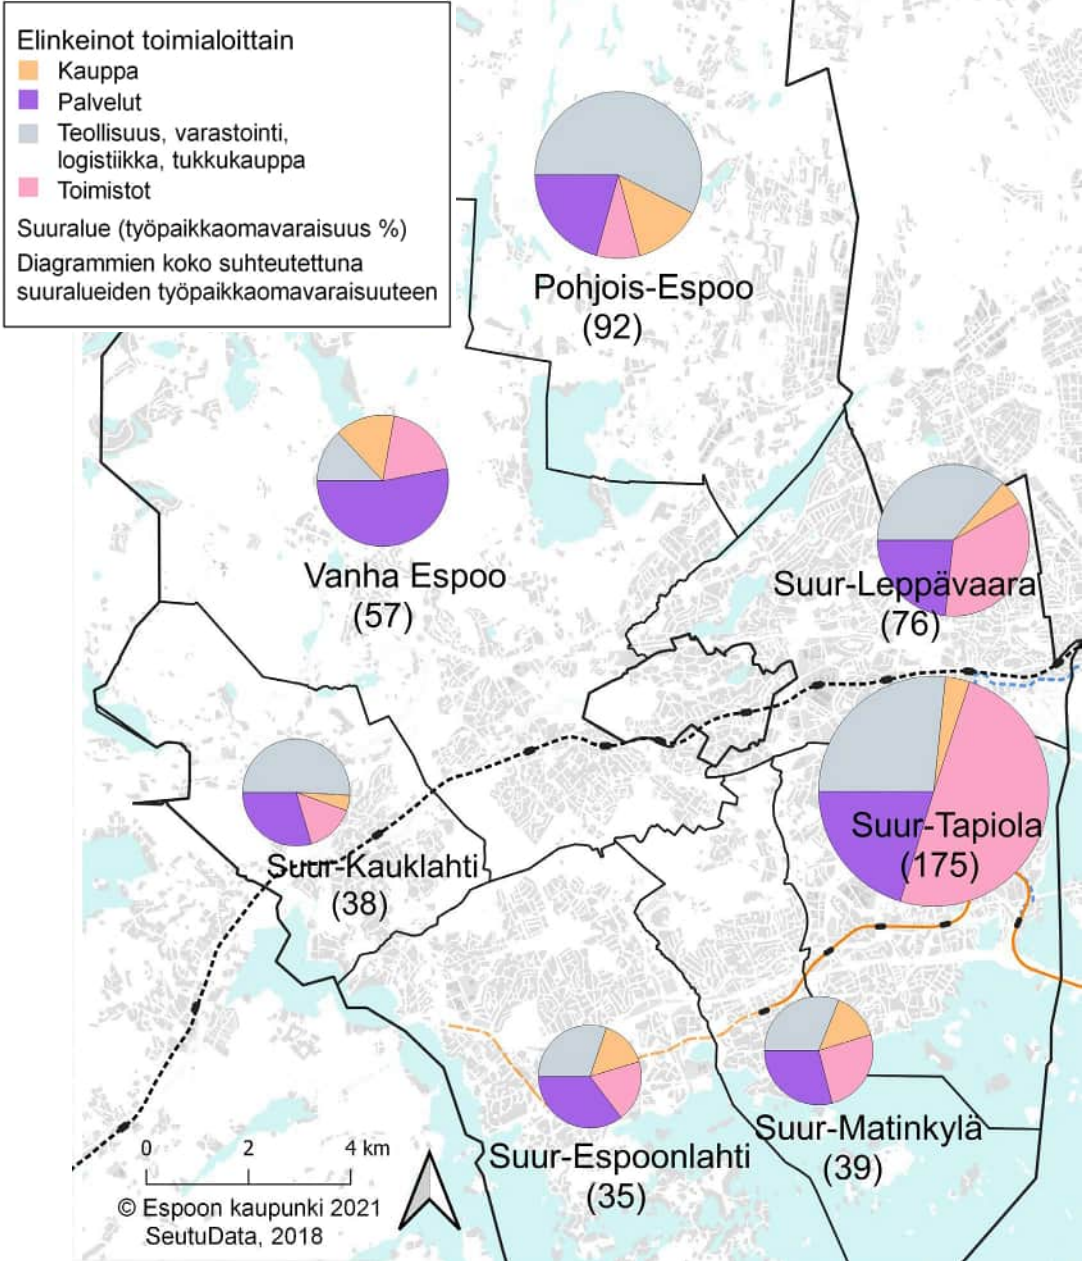 Elinkeinot toimialoittain
Kauppa
Palvelut
Teollisuus, varastointi,
logistiikka, tukkukauppa
Toimistot
Suuralue (työpaikkaomavaraisuus %)
Diagrammien koko suhteutettuna
suuralueiden työpaikkaomavaraisuuteen
Pohjois-Espoo
(92)
Vanha Espoo
(57)
Suur-Leppävaara
(76)
Suur-Tapiola
(175)
Suur-Kauklahti
(38)
Suur-Matinkylä
(39)
Suur-Espoonlahti
(35)
0 2 4 km
© Espoon kaupunki 2021
SeutuData, 2018